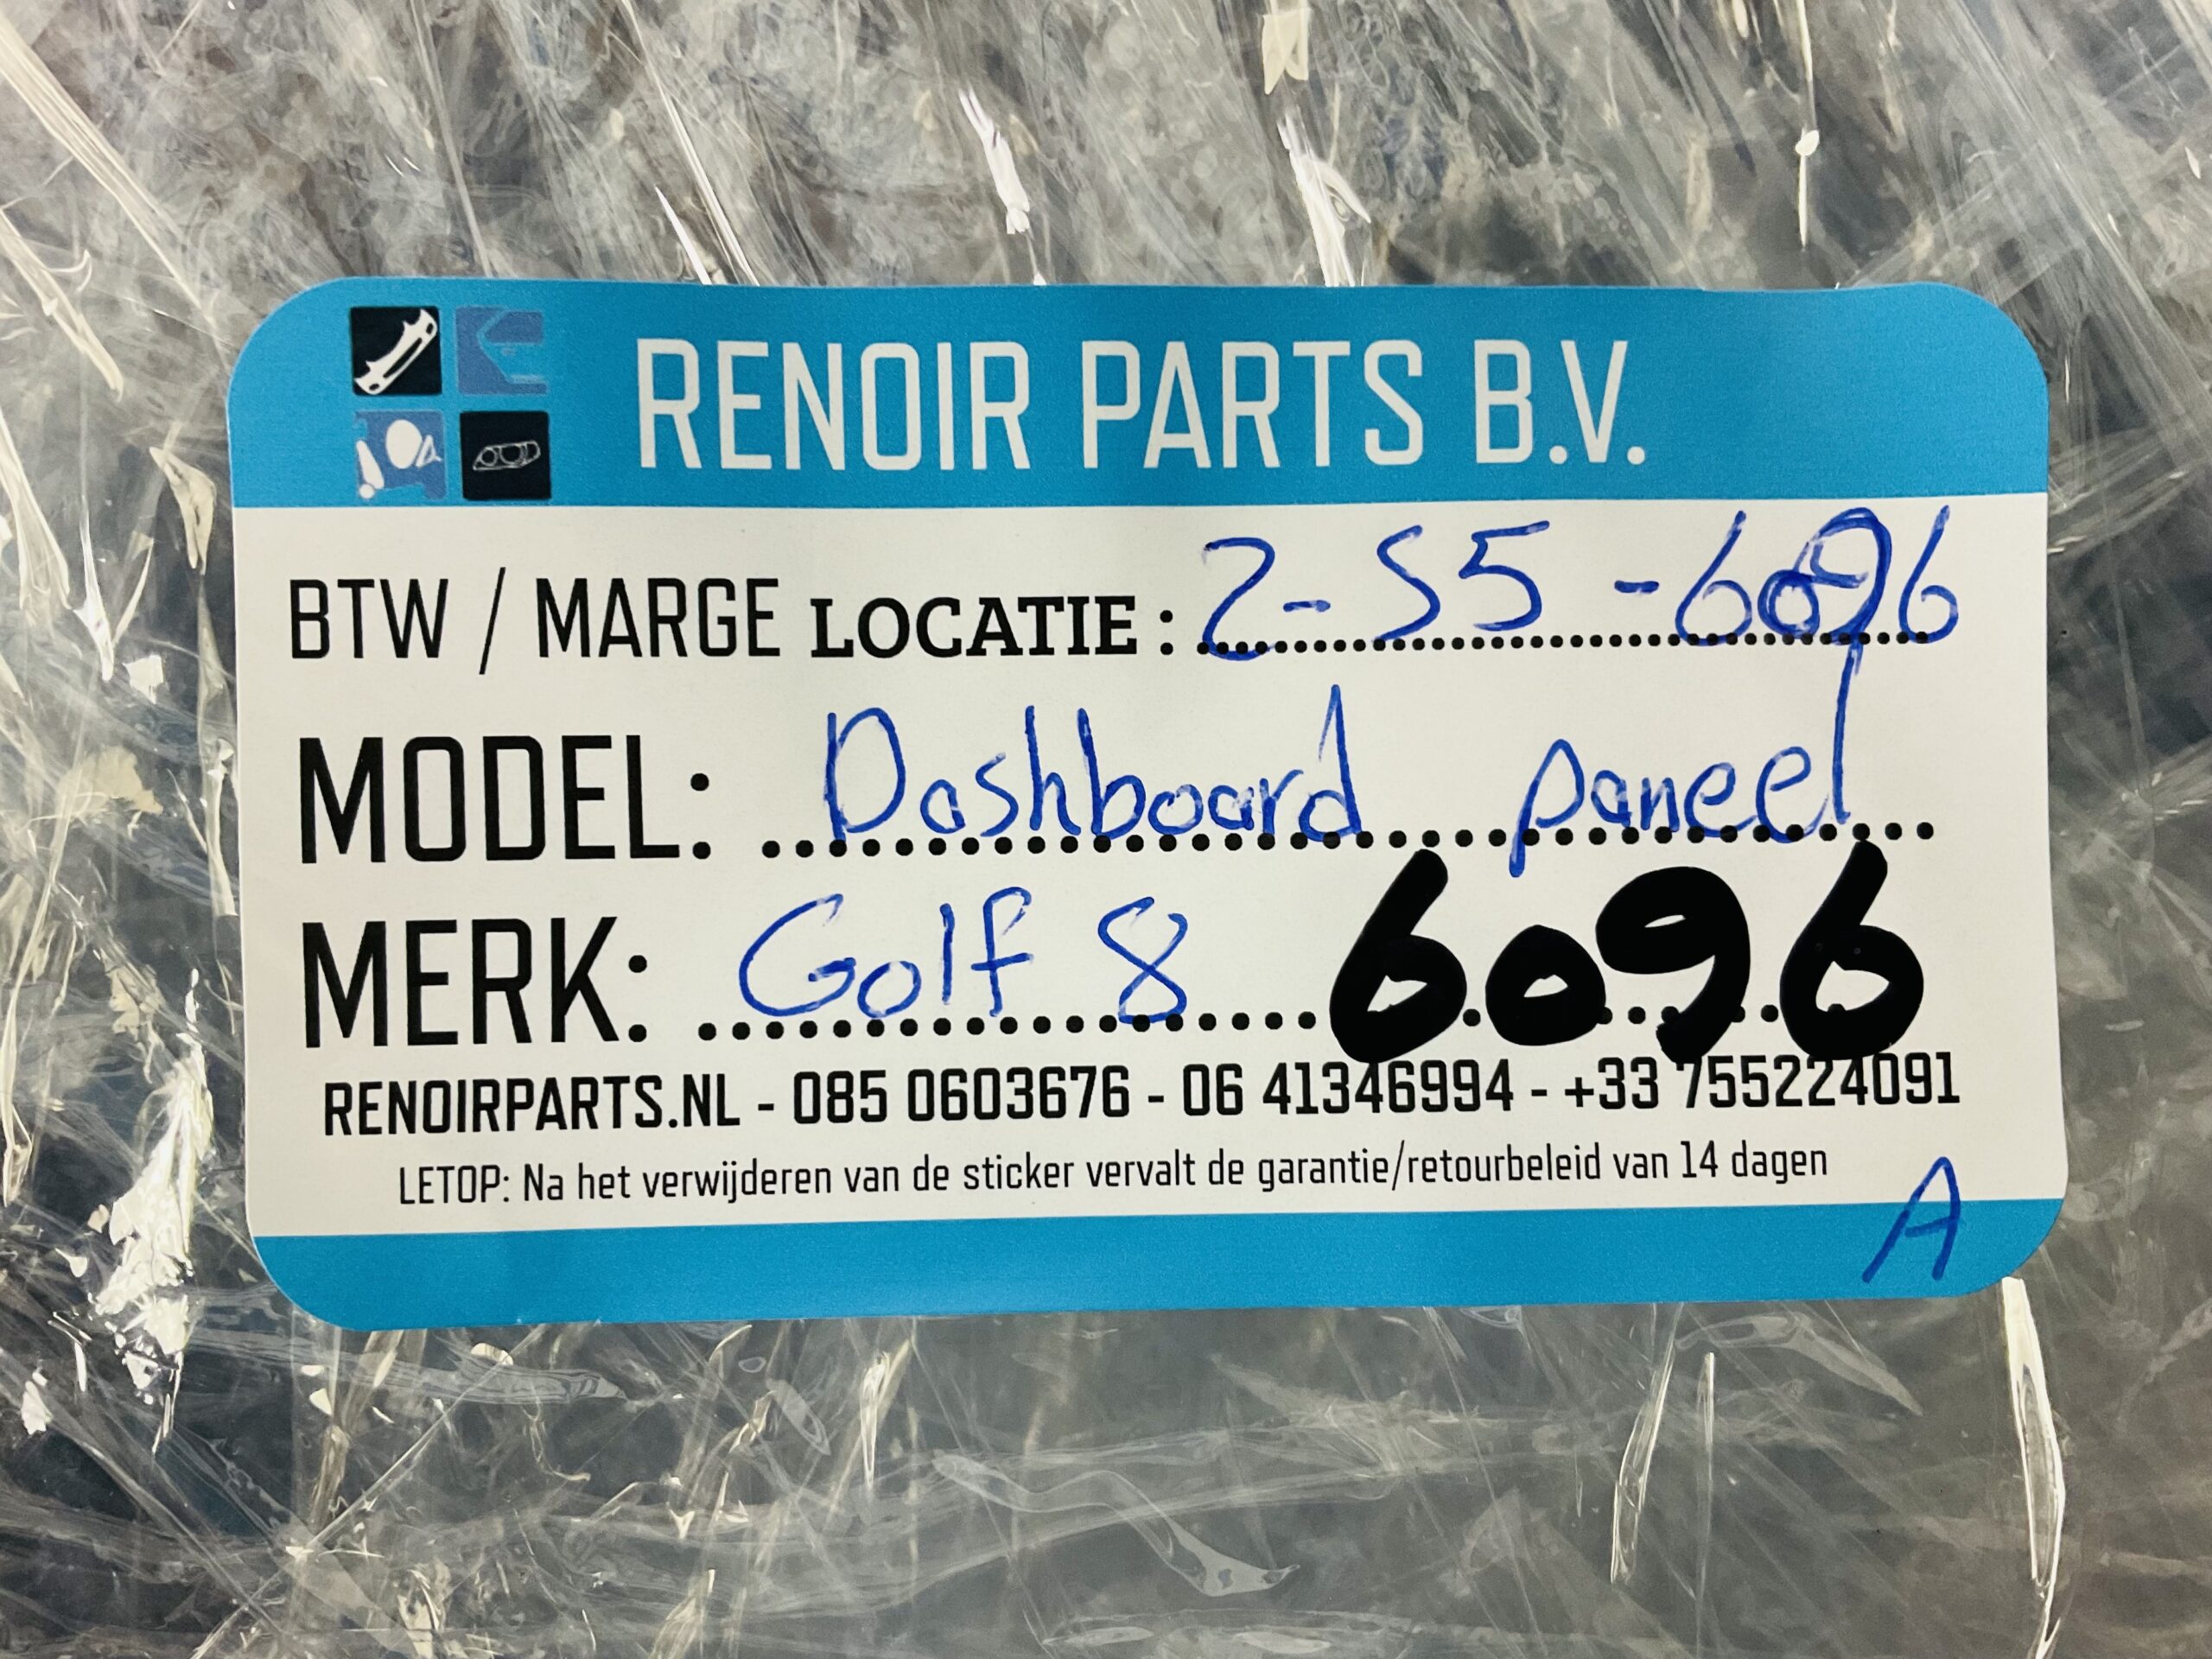 RENOIR PARTS B.V.
BTW / MARGE LOCATIE : 2-S5-6096
MODEL: Dashboard paneel
MERK: Golf 8 6096
RENOIRPARTS.NL - 085 0603676 - 06 41346994 - +33 755224091
LETOP: Na het verwijderen van de sticker vervalt de garantie/retourbeleid van 14 dagen
A